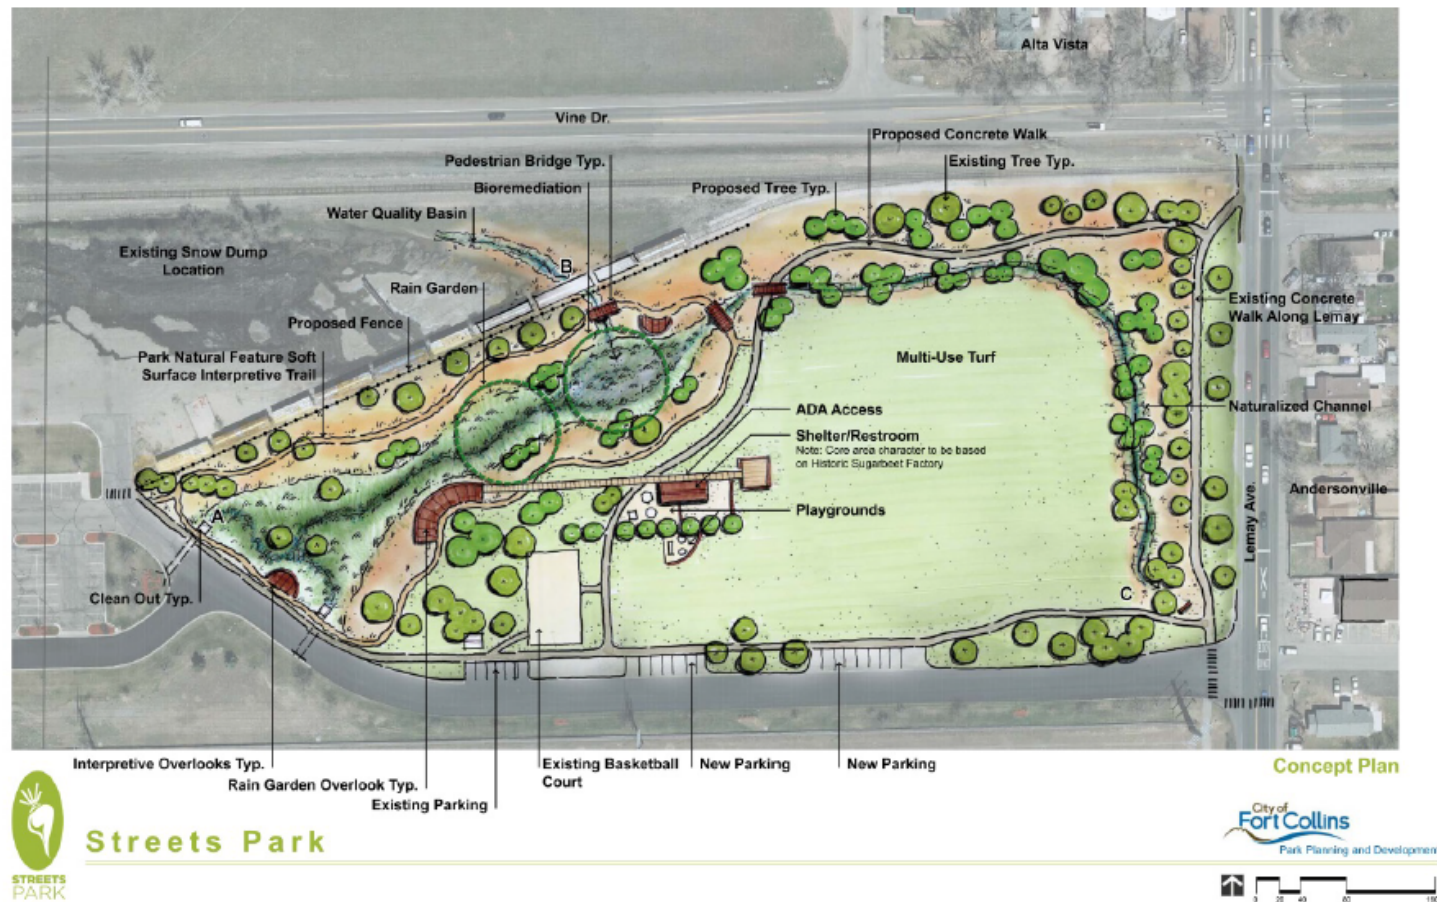 Alta Vista
Vine Dr.
Proposed Concrete Walk
Pedestrian Bridge Typ.
Existing Tree Typ.
Bioremediation
Proposed Tree Typ.
Water Quality Basin
Existing Snow Dump
Location
B
Rain Garden
Existing Concrete
Walk Along Lemay
Proposed Fence
Park Natural Feature Soft
Surface Interpretive Trail
Multi-Use Turf
ADA Access
Naturalized Channel
Shelter/Restroom
Note: Core area character to be based
on Historic Sugarbeet Factory
Andersonville
Playgrounds
A
Lemay Ave.
Clean Out Typ.
C
Interpretive Overlooks Typ.
Rain Garden Overlook Typ.
Existing Parking
Existing Basketball
Court
New Parking
New Parking
Concept Plan
Streets Park
STREETS
PARK
City of
Fort Collins
Park Planning and Developmen
0 20 40 80